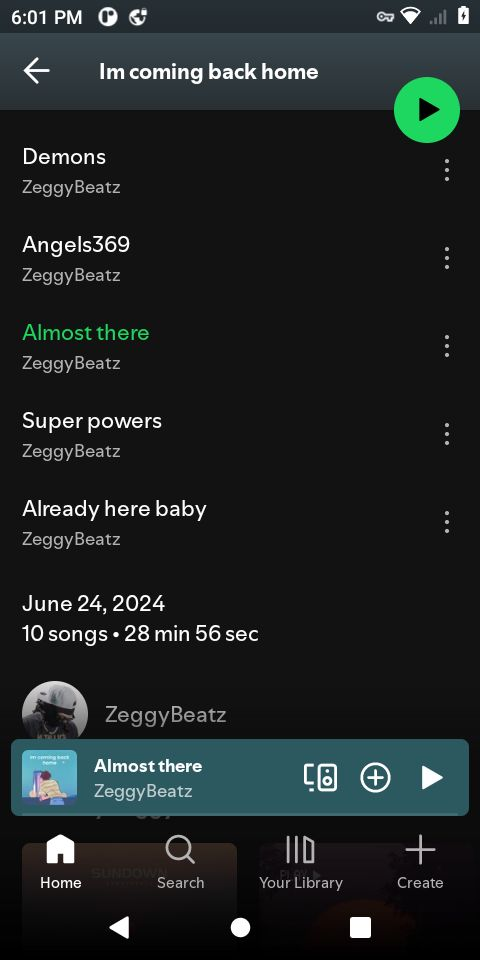 6:01 PM
Im coming back home
Demons
ZeggyBeatz
Angels369
ZeggyBeatz
Almost there
ZeggyBeatz
Super powers
ZeggyBeatz
Already here baby
ZeggyBeatz
June 24, 2024
10 songs • 28 min 56 sec
ZeggyBeatz
im coming back
home
Almost there
ZeggyBeatz
SUNDOWN
PLAY
Home
Search
Your Library
Create